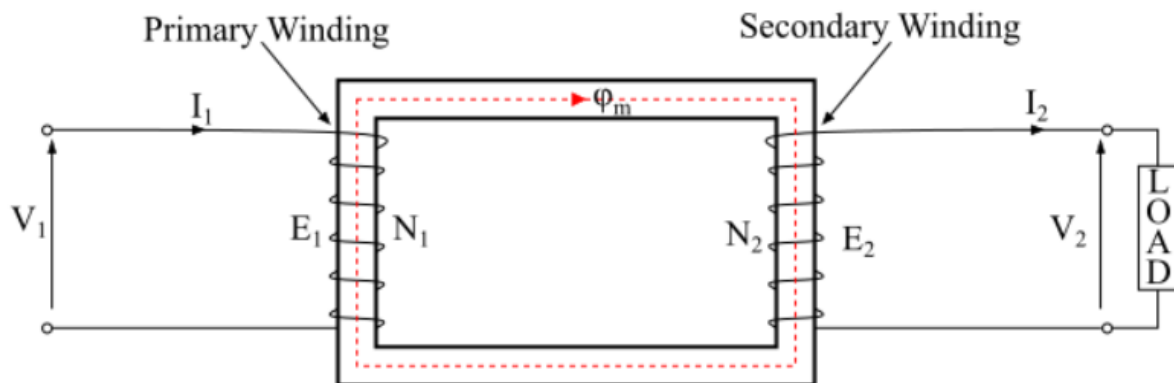 Primary Winding
Secondary Winding
φₘ
I₁
I₂
V₁
E₁
N₁
N₂
E₂
V₂
LOAD